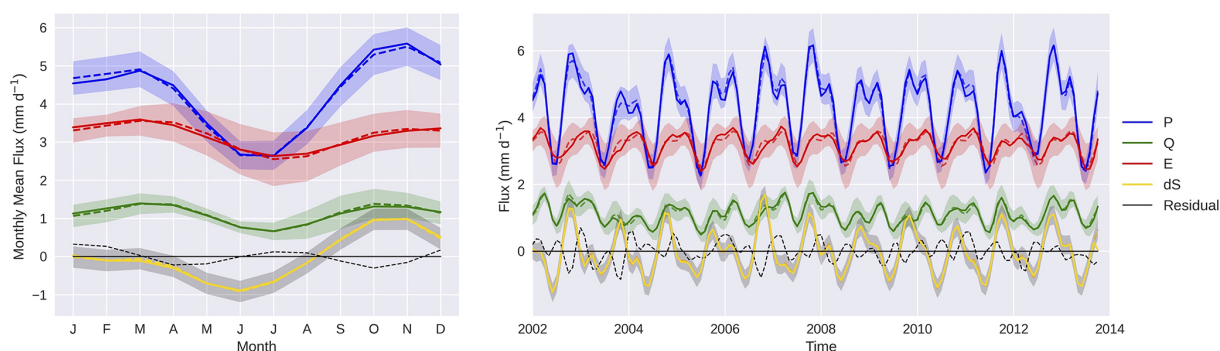 Monthly Mean Flux (mm d⁻¹)
6
5
4
3
2
1
0
−1
J F M A M J J A S O N D
Month
Flux (mm d⁻¹)
6
4
2
0
2002 2004 2006 2008 2010 2012 2014
Time
P
Q
E
dS
Residual